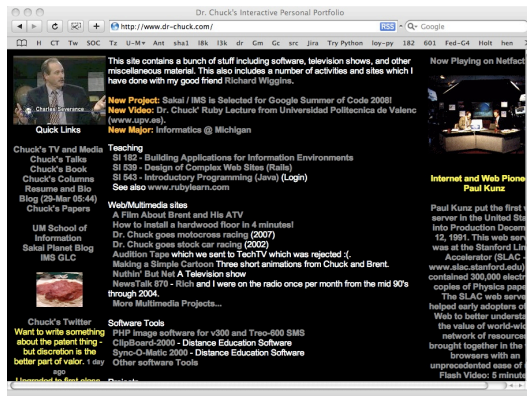 Dr. Chuck's Interactive Personal Portfolio
http://www.dr-chuck.com/
RSS
Google
H CT Tw SOC Tz U-M Ant sha1 i8k l3k dr Gm Gc src Jira Try Python loy-py 182 601 Fed-G4 Holt hen
Charles Severance
Quick Links
Chuck's TV and Media
Chuck's Talks
Chuck's Book
Chuck's Columns
Resume and Bio
Blog (29-Mar 05:44)
Chuck's Papers
UM School of
Information
Sakai Planet Blog
IMS GLC
Chuck's Twitter
Want to write something
about the patent thing -
but discretion is the
better part of valor. 1 day
ago
This site contains a bunch of stuff including software, television shows, and other
miscellaneous material. This also includes a number of activities and sites which I
have done with my good friend Richard Wiggins.
New Project: Sakai / IMS is Selected for Google Summer of Code 2008!
New Video: Dr. Chuck' Ruby Lecture from Universidad Politecnica de Valenc
(www.upv.es).
New Major: Informatics @ Michigan
Teaching
SI 182 - Building Applications for Information Environments
SI 539 - Design of Complex Web Sites (Rails)
SI 543 - Introductory Programming (Java) (Login)
See also www.rubylearn.com
Web/Multimedia sites
A Film About Brent and His ATV
How to install a hardwood floor in 4 minutes!
Dr. Chuck goes motocross racing (2007)
Dr. Chuck goes stock car racing (2002)
Audition Tape which we sent to TechTV which was rejected :(.
Making a Simple Cartoon Three short animations from Chuck and Brent.
Nuthin' But Net A Television show
NewsTalk 870 - Rich and I were on the radio once per month from the mid 90's
through 2004.
More Multimedia Projects...
Software Tools
PHP Image software for v300 and Treo-600 SMS
ClipBoard-2000 - Distance Education Software
Sync-O-Matic 2000 - Distance Education Software
Other software Tools
Now Playing on Netfact
Internet and Web Pione
Paul Kunz
Paul Kunz put the first
server in the United Sta
into Production Decem
12, 1991. This web serv
was at the Stanford Lin
Accelerator (SLAC -
www.slac.stanford.edu)
contained 300,000 electr
copies of Physics pape
The SLAC web serve
helped early adopters of
Web to better understa
the value of world-wid
network of resource
brought together in the
browsers with an
unprecedented ease of
Flash Video: 5 minute